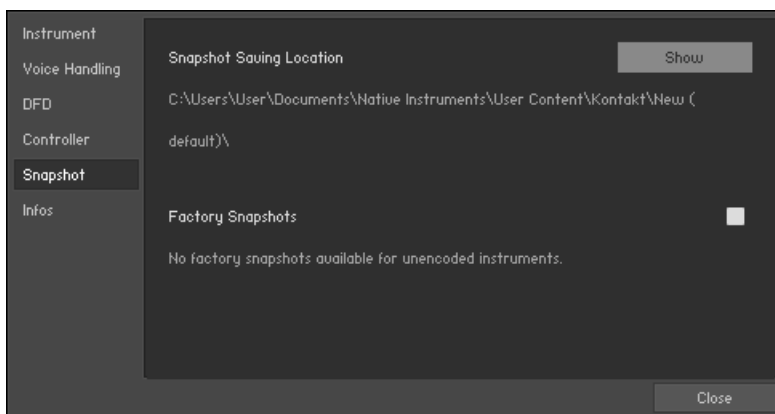 Instrument
Voice Handling
DFD
Controller
Snapshot
Infos
Snapshot Saving Location
Show
C:\Users\User\Documents\Native Instruments\User Content\Kontakt\New (
default)\
Factory Snapshots
No factory snapshots available for unencoded instruments.
Close